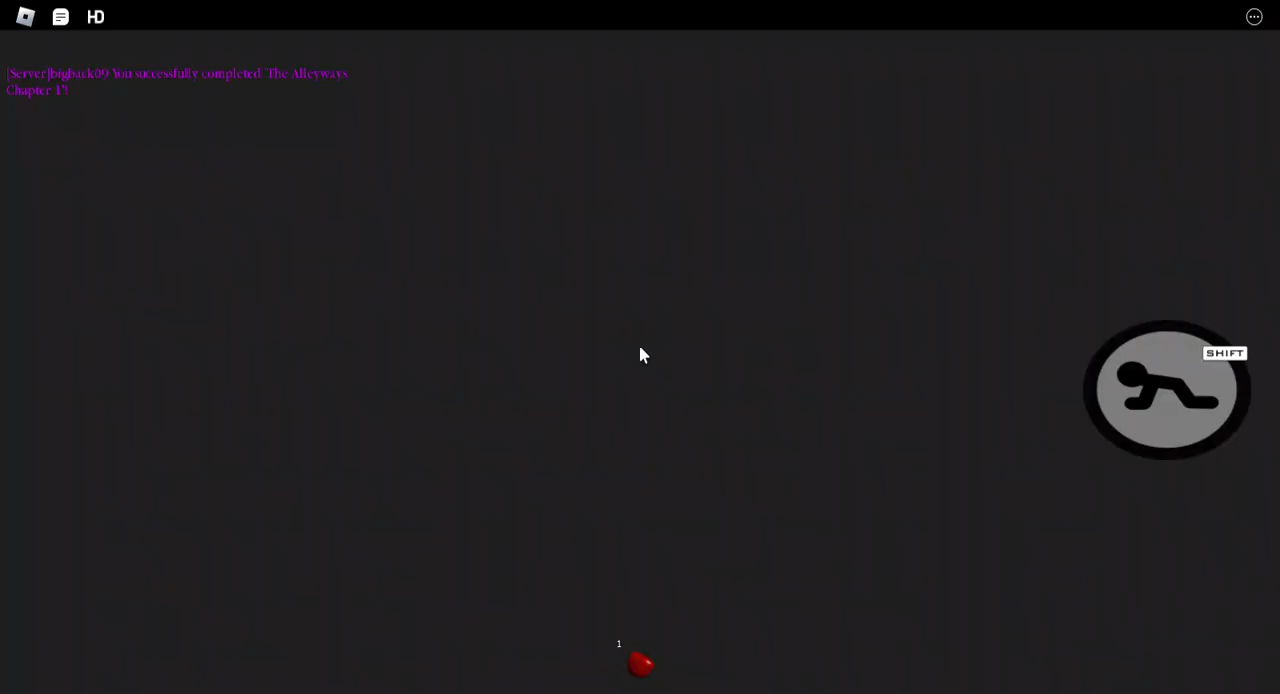 HD
[Server]bigback09 You successfully completed 'The Alleyways
Chapter 1'!
SHIFT
1